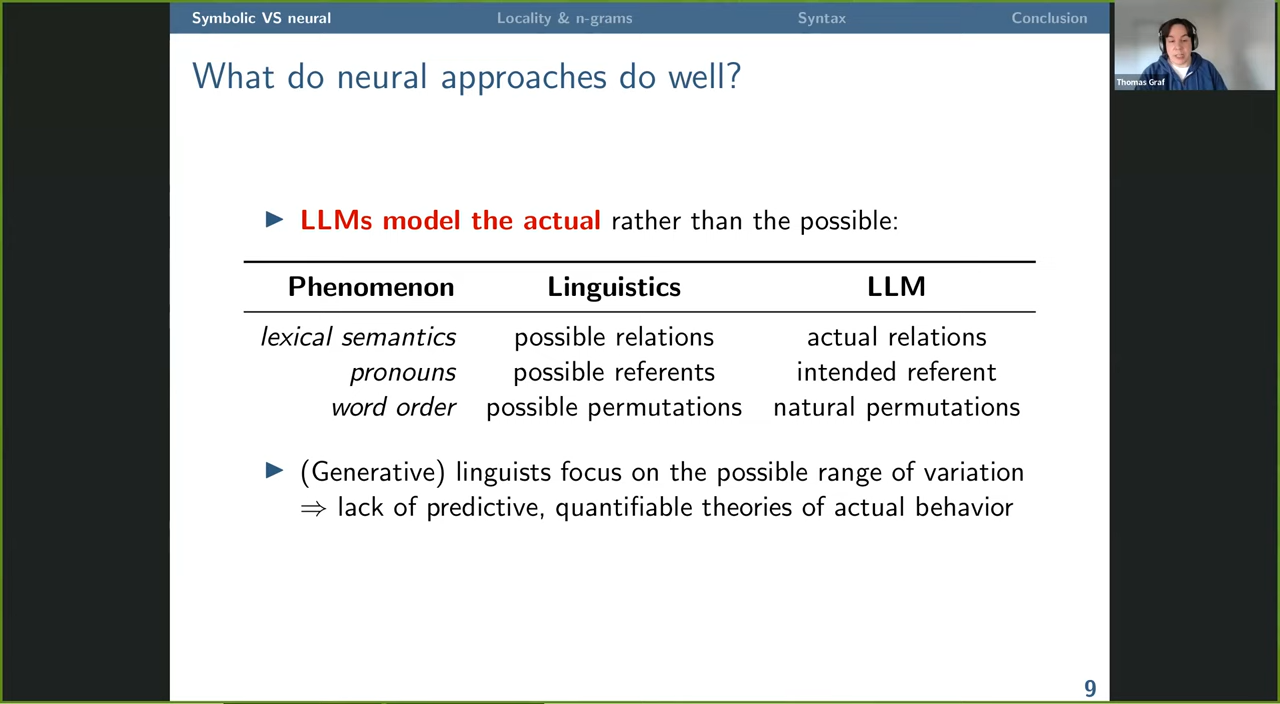 Symbolic VS neural Locality & n-grams Syntax Conclusion
Thomas Graf
What do neural approaches do well?
▶ LLMs model the actual rather than the possible:
Phenomenon Linguistics LLM
lexical semantics possible relations actual relations
pronouns possible referents intended referent
word order possible permutations natural permutations
▶ (Generative) linguists focus on the possible range of variation
⇒ lack of predictive, quantifiable theories of actual behavior
9